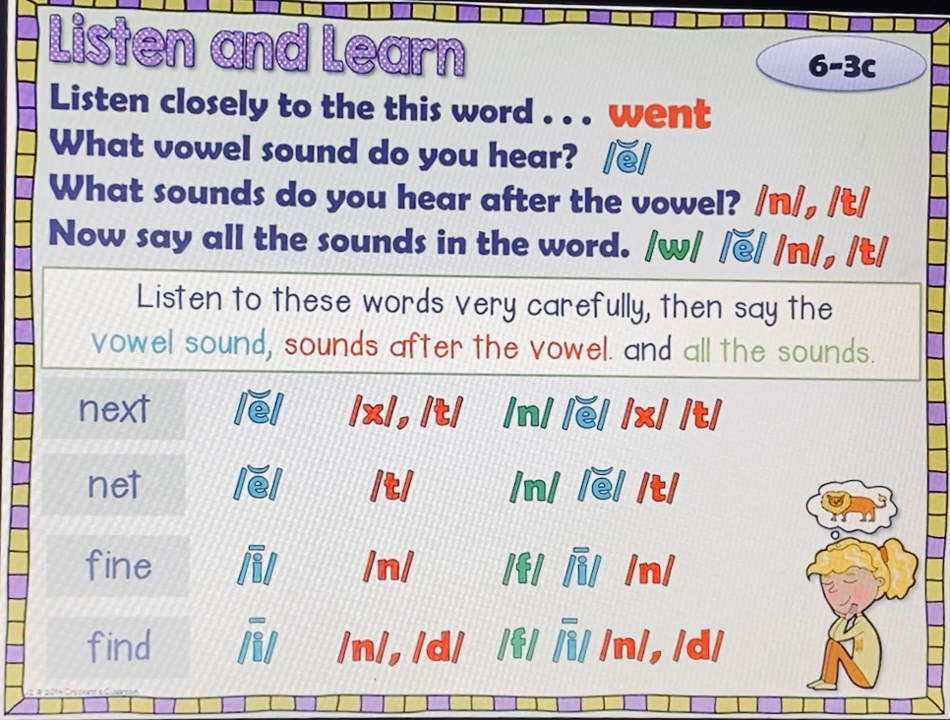 Listen and Learn
6-3c
Listen closely to the this word . . . went
What vowel sound do you hear? /ĕ/
What sounds do you hear after the vowel? /n/, /t/
Now say all the sounds in the word. /w/ /ĕ/ /n/, /t/
Listen to these words very carefully, then say the
vowel sound, sounds after the vowel. and all the sounds.
next /ĕ/ /x/, /t/ /n/ /ĕ/ /x/ /t/
net /ĕ/ /t/ /n/ /ĕ/ /t/
fine /ī/ /n/ /f/ /ī/ /n/
find /ī/ /n/, /d/ /f/ /ī/ /n/, /d/